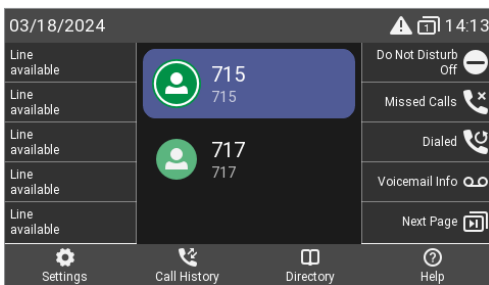 03/18/2024
1
14:13
Line
available
Line
available
Line
available
Line
available
Line
available
715
715
717
717
Do Not Disturb
Off
Missed Calls
Dialed
Voicemail Info
Next Page
Settings
Call History
Directory
Help